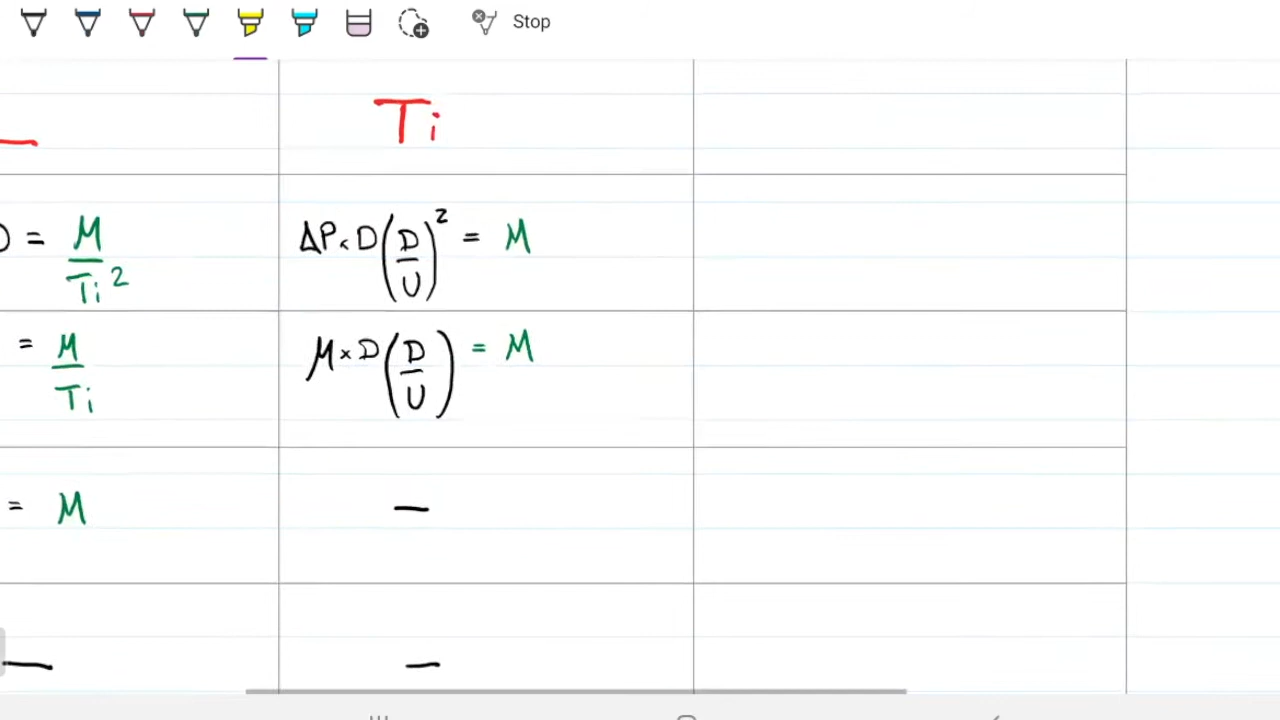 Stop
Ti
D = M/Ti² ΔP × D(D/U)² = M
= M/Ti μ × D(D/U) = M
= M —
— —